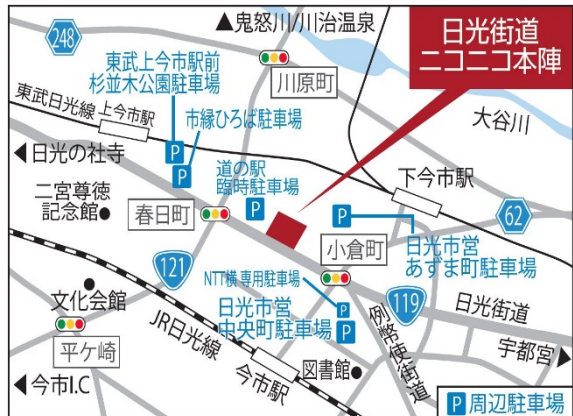 ▲鬼怒川/川治温泉
日光街道
ニコニコ本陣
248
東武上今市駅前
杉並木公園駐車場
川原町
大谷川
東武日光線
上今市駅
P
市縁ひろば駐車場
P
◀日光の社寺
道の駅
臨時駐車場
P
下今市駅
二宮尊徳
記念館●
春日町
P
62
小倉町
日光市営
あずま町駐車場
121
NTT横 専用駐車場
P
119
日光街道
文化会館
日光市営
中央町駐車場
P
例幣使街道
JR日光線
今市駅
宇都宮▶
平ケ崎
図書館●
◀今市I.C
P 周辺駐車場